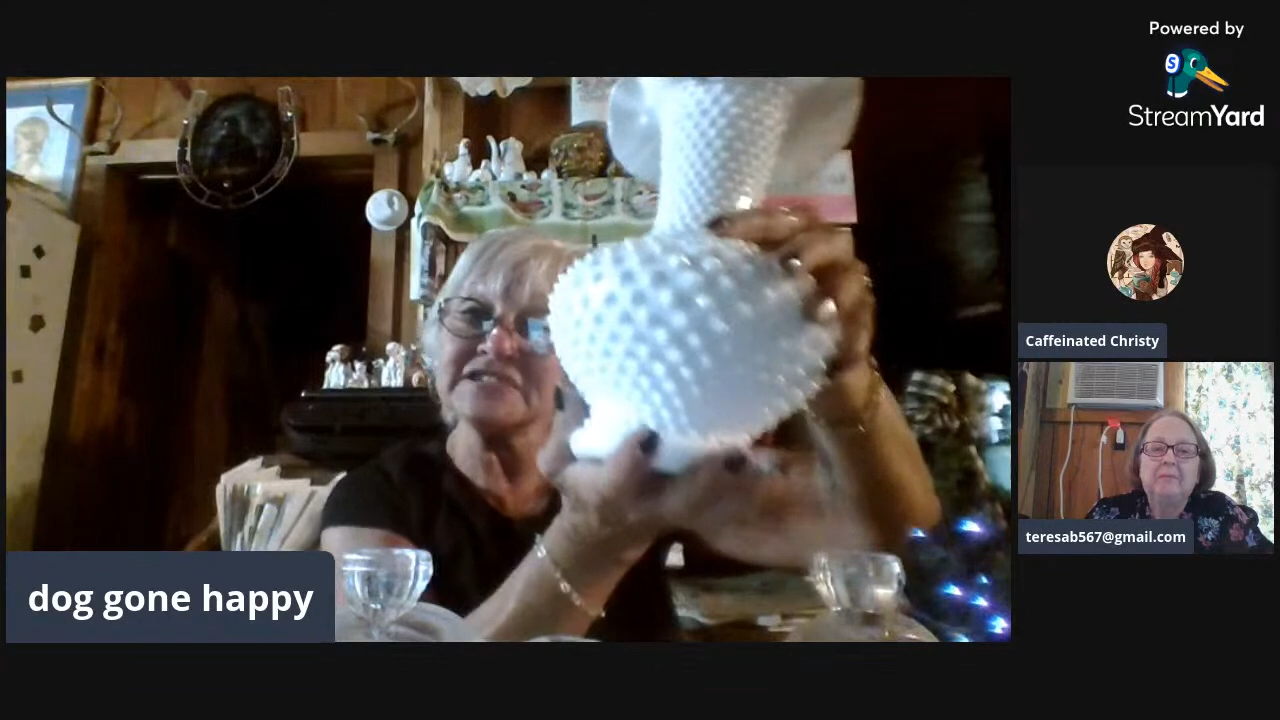 Powered by
StreamYard
Caffeinated Christy
teresab567@gmail.com
dog gone happy